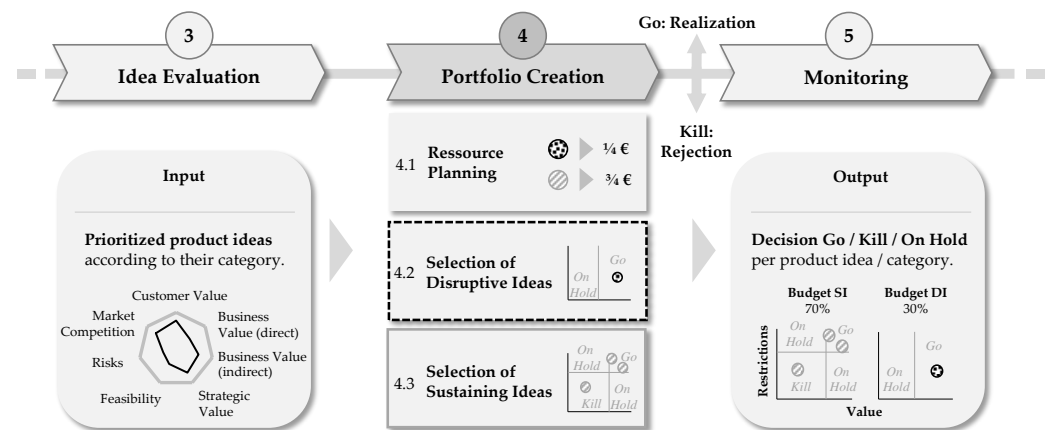 3
Idea Evaluation
4
Portfolio Creation
Go: Realization
5
Monitoring
Kill:
Rejection
Input
Prioritized product ideas
according to their category.
Customer Value
Market
Competition
Business
Value (direct)
Risks
Business Value
(indirect)
Feasibility
Strategic
Value
4.1
Ressource
Planning
¼ €
¾ €
4.2
Selection of
Disruptive Ideas
On
Hold
Go
4.3
Selection of
Sustaining Ideas
On
Hold
Go
Kill
On
Hold
Output
Decision Go / Kill / On Hold
per product idea / category.
Budget SI
70%
Budget DI
30%
Restrictions
On
Hold
Go
Kill
On
Hold
Go
On
Hold
Value